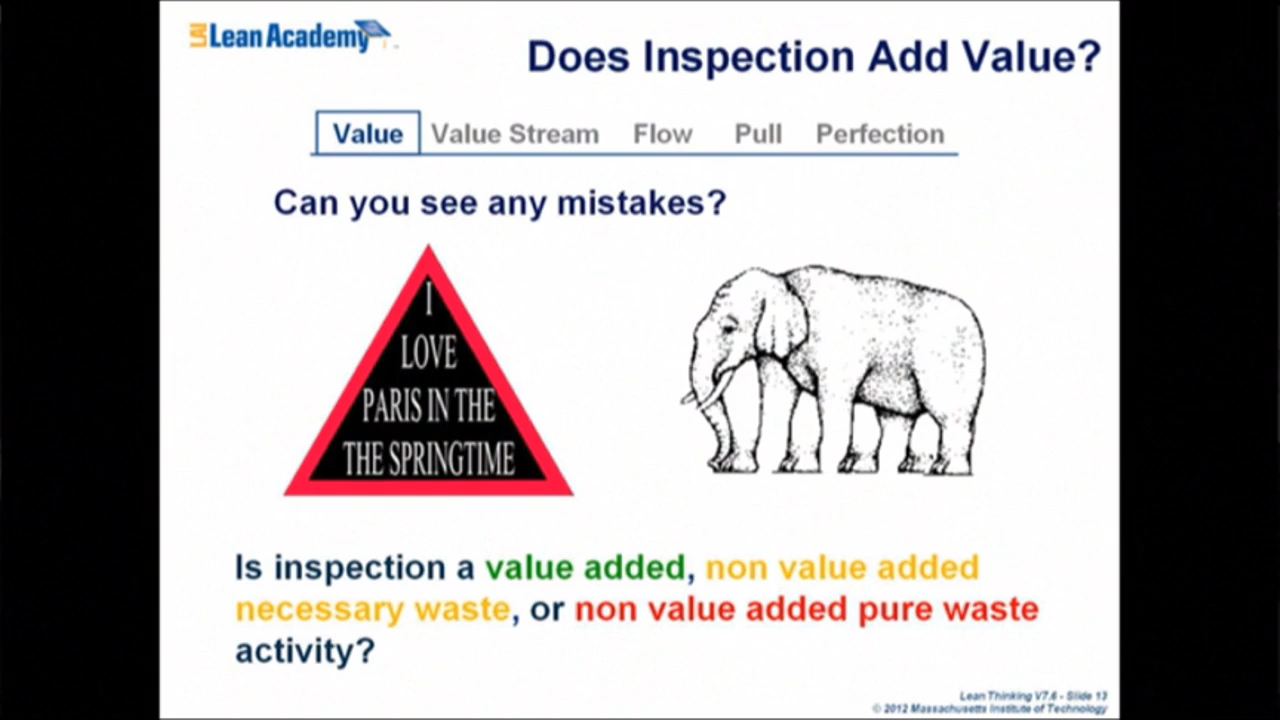 LAI Lean Academy™
Does Inspection Add Value?
Value Value Stream Flow Pull Perfection
Can you see any mistakes?
I
LOVE
PARIS IN THE
THE SPRINGTIME
Is inspection a value added, non value added
necessary waste, or non value added pure waste
activity?
Lean Thinking V7.6 - Slide 13
© 2012 Massachusetts Institute of Technology